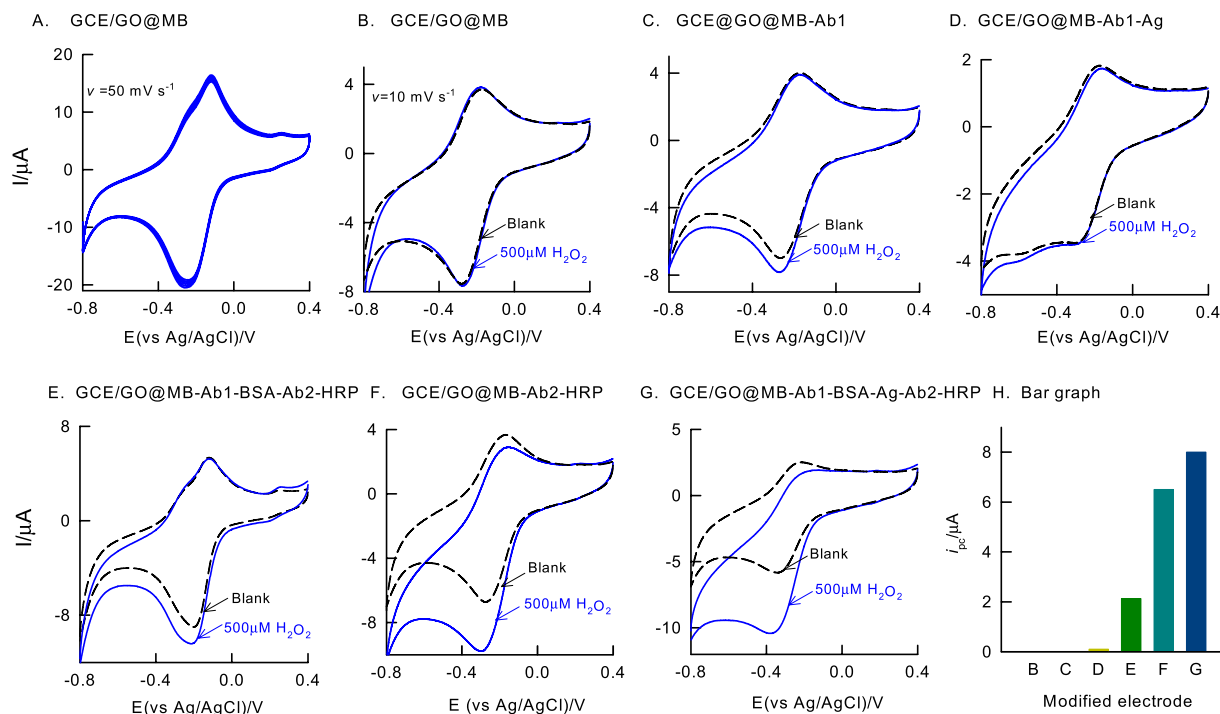 A. GCE/GO@MB
B. GCE/GO@MB
C. GCE@GO@MB-Ab1
D. GCE/GO@MB-Ab1-Ag
20
10
0
-10
-20
I/μA
v =50 mV s⁻¹
-0.8 -0.4 0.0 0.4
E(vs Ag/AgCl)/V
4
0
-4
-8
v=10 mV s⁻¹
Blank
500μM H₂O₂
-0.8 -0.4 0.0 0.4
E(vs Ag/AgCl)/V
4
0
-4
-8
Blank
500μM H₂O₂
-0.8 -0.4 0.0 0.4
E(vs Ag/AgCl)/V
2
0
-2
-4
Blank
500μM H₂O₂
-0.8 -0.4 0.0 0.4
E(vs Ag/AgCl)/V
E. GCE/GO@MB-Ab1-BSA-Ab2-HRP
F. GCE/GO@MB-Ab2-HRP
G. GCE/GO@MB-Ab1-BSA-Ag-Ab2-HRP
H. Bar graph
8
0
-8
I/μA
Blank
500μM H₂O₂
-0.8 -0.4 0.0 0.4
E(vs Ag/AgCl)/V
4
0
-4
-8
Blank
500μM H₂O₂
-0.8 -0.4 0.0 0.4
E (vs Ag/AgCl)/V
5
0
-5
-10
Blank
500μM H₂O₂
-0.8 -0.4 0.0 0.4
E(vs Ag/AgCl)/V
8
6
4
2
0
iₚc/μA
B C D E F G
Modified electrode